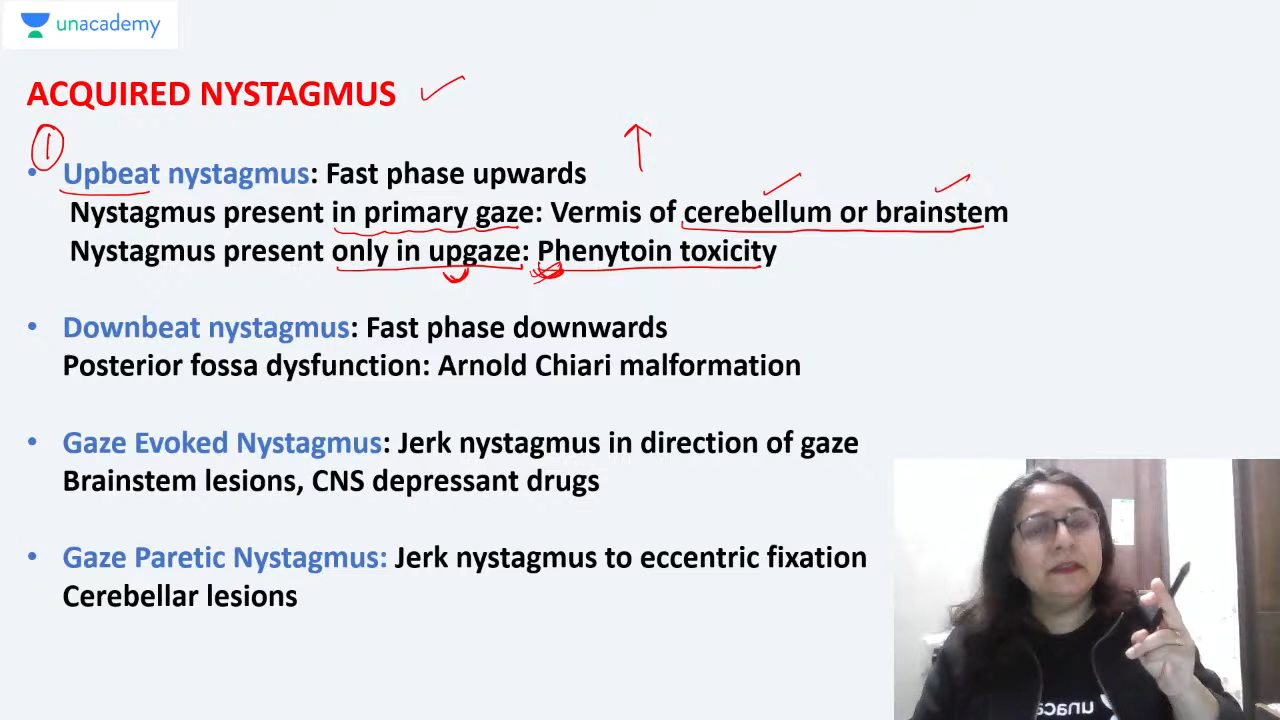 unacademy
ACQUIRED NYSTAGMUS
1
• Upbeat nystagmus: Fast phase upwards
Nystagmus present in primary gaze: Vermis of cerebellum or brainstem
Nystagmus present only in upgaze: Phenytoin toxicity
• Downbeat nystagmus: Fast phase downwards
Posterior fossa dysfunction: Arnold Chiari malformation
• Gaze Evoked Nystagmus: Jerk nystagmus in direction of gaze
Brainstem lesions, CNS depressant drugs
• Gaze Paretic Nystagmus: Jerk nystagmus to eccentric fixation
Cerebellar lesions
unaca